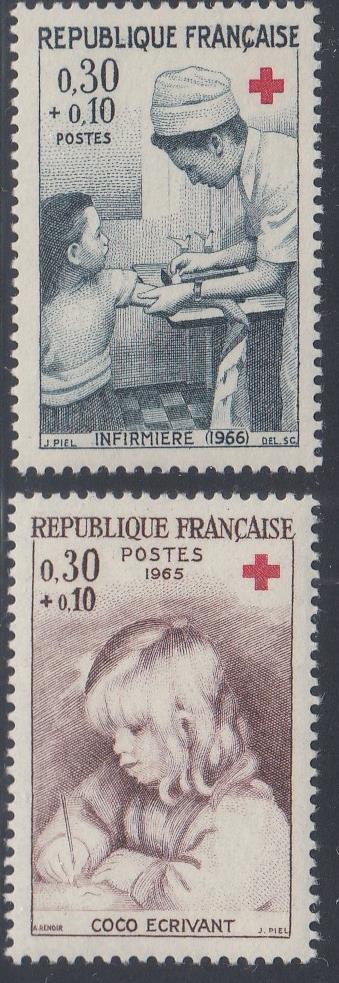 REPUBLIQUE FRANÇAISE
0,30
+ 0,10
POSTES
INFIRMIERE (1966)
J. PIEL
DEL. SC.
REPUBLIQUE FRANÇAISE
POSTES
1965
0,30
+ 0,10
COCO ECRIVANT
A. RENOIR
J. PIEL